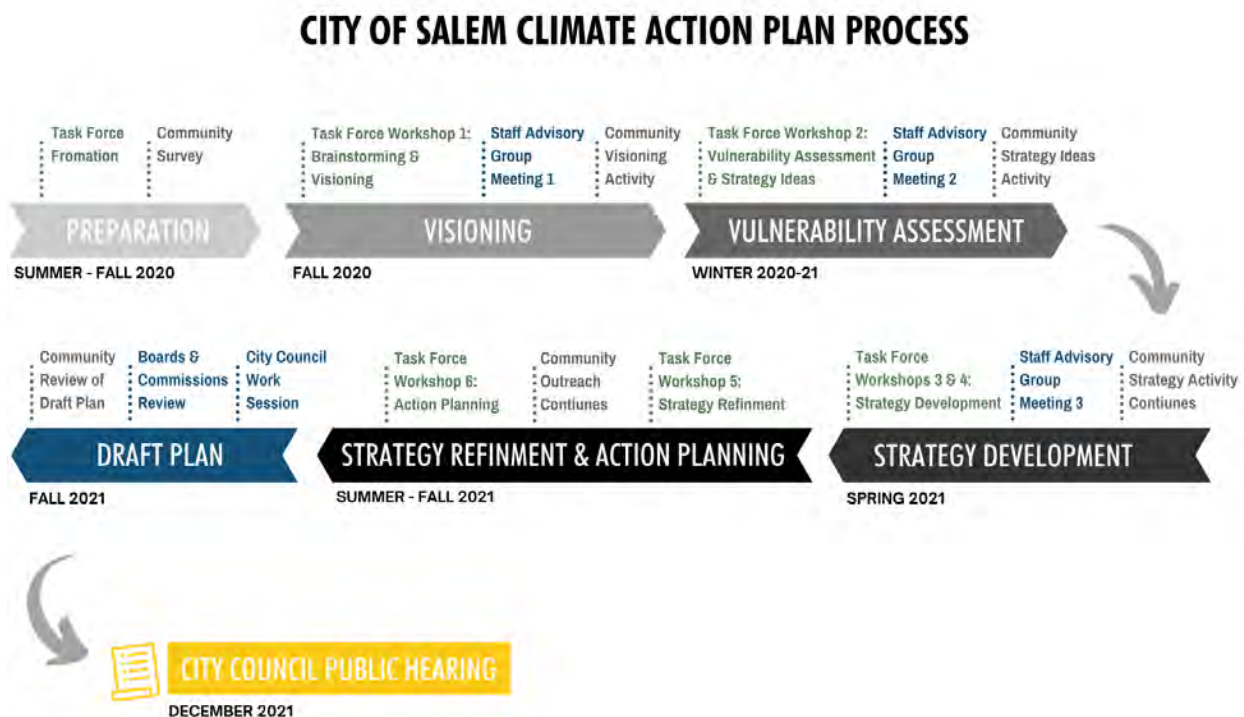 CITY OF SALEM CLIMATE ACTION PLAN PROCESS
Task Force
Fromation
Community
Survey
Task Force Workshop 1:
Brainstorming &
Visioning
Staff Advisory
Group
Meeting 1
Community
Visioning
Activity
Task Force Workshop 2:
Vulnerability Assessment
& Strategy Ideas
Staff Advisory
Group
Meeting 2
Community
Strategy Ideas
Activity
PREPARATION
VISIONING
VULNERABILITY ASSESSMENT
SUMMER - FALL 2020
FALL 2020
WINTER 2020-21
Community
Review of
Draft Plan
Boards &
Commissions
Review
City Council
Work
Session
Task Force
Workshop 6:
Action Planning
Community
Outreach
Contiunes
Task Force
Workshop 5:
Strategy Refinment
Task Force
Workshops 3 & 4:
Strategy Development
Staff Advisory
Group
Meeting 3
Community
Strategy Activity
Contiunes
DRAFT PLAN
STRATEGY REFINMENT & ACTION PLANNING
STRATEGY DEVELOPMENT
FALL 2021
SUMMER - FALL 2021
SPRING 2021
CITY COUNCIL PUBLIC HEARING
DECEMBER 2021